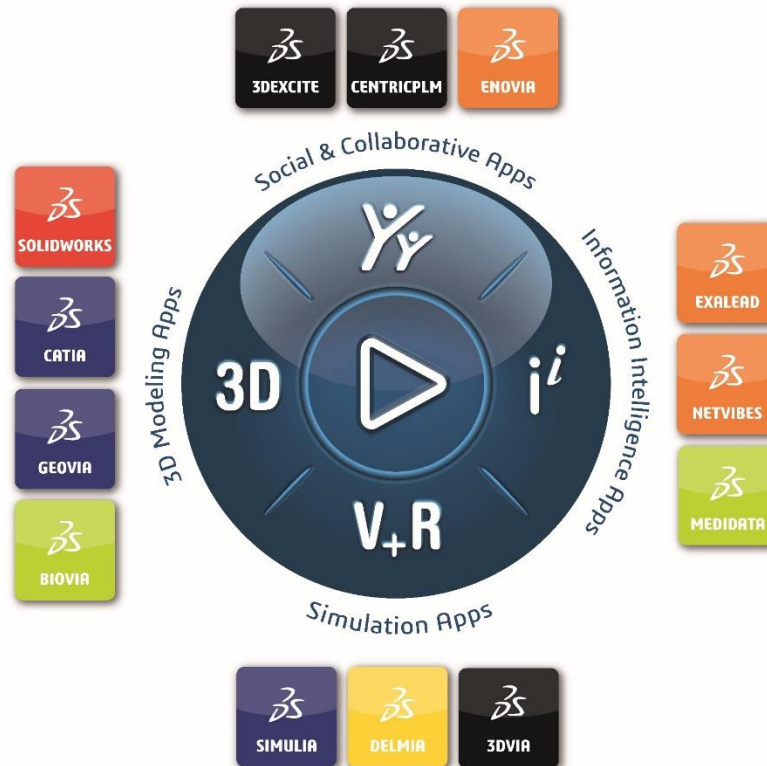 3DEXCITE
CENTRICPLM
ENOVIA
Social & Collaborative Apps
SOLIDWORKS
CATIA
GEOVIA
BIOVIA
3D Modeling Apps
3D
V+R
Information Intelligence Apps
EXALEAD
NETVIBES
MEDIDATA
Simulation Apps
SIMULIA
DELMIA
3DVIA